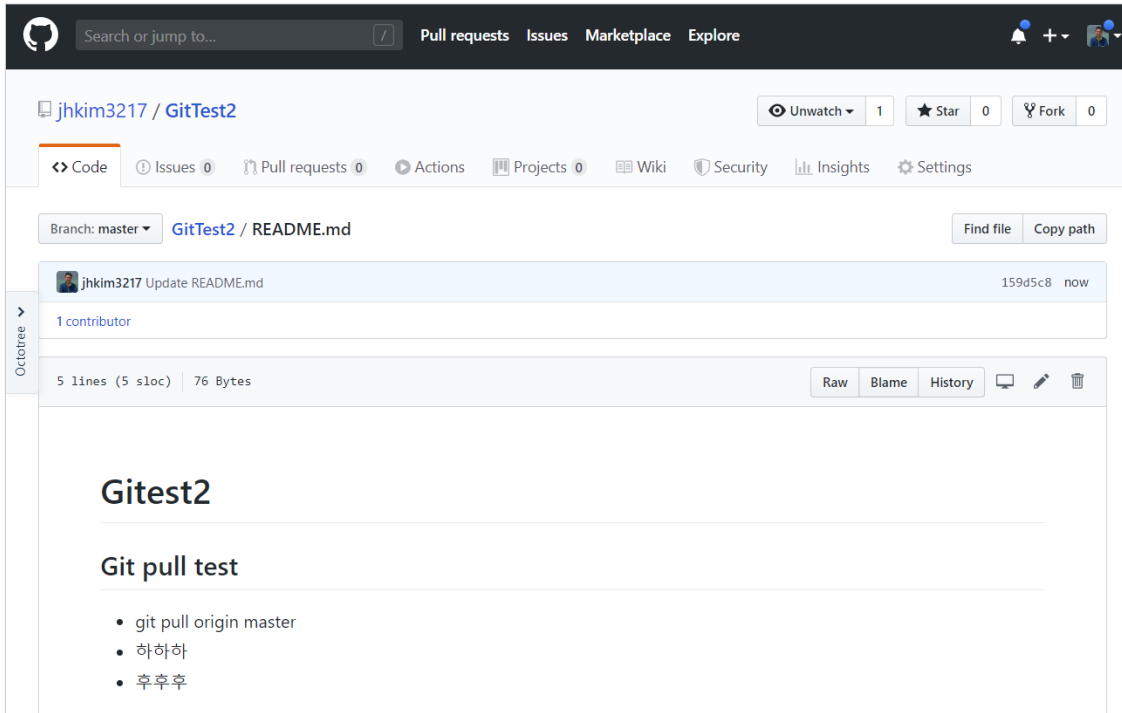 Search or jump to... /
Pull requests Issues Marketplace Explore
jhkim3217 / GitTest2
Unwatch 1 Star 0 Fork 0
Code Issues 0 Pull requests 0 Actions Projects 0 Wiki Security Insights Settings
Branch: master GitTest2 / README.md Find file Copy path
jhkim3217 Update README.md 159d5c8 now
1 contributor
Octotree
5 lines (5 sloc) 76 Bytes Raw Blame History
Gitest2
Git pull test
git pull origin master
하하하
후후후